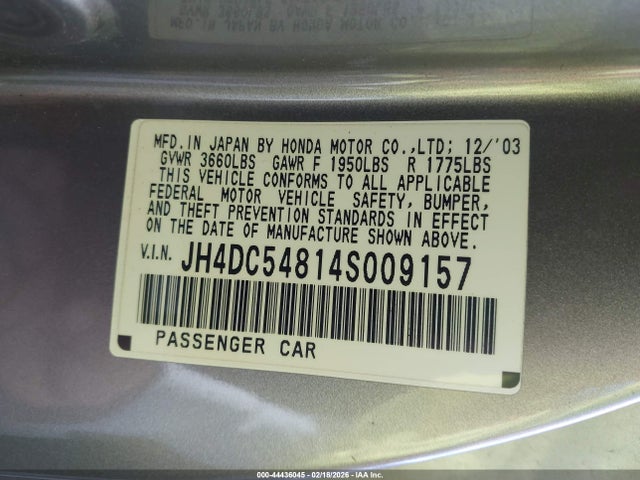 MFD.IN JAPAN BY HONDA MOTOR CO.,LTD; 12/'03
GVWR 3660LBS GAWR F 1950LBS R 1775LBS
THIS VEHICLE CONFORMS TO ALL APPLICABLE
FEDERAL MOTOR VEHICLE SAFETY, BUMPER,
AND THEFT PREVENTION STANDARDS IN EFFECT
ON THE DATE OF MANUFACTURE SHOWN ABOVE.
V.I.N. JH4DC54814S009157
PASSENGER CAR
000-44436045 02/18/2026 - IAAI.COM